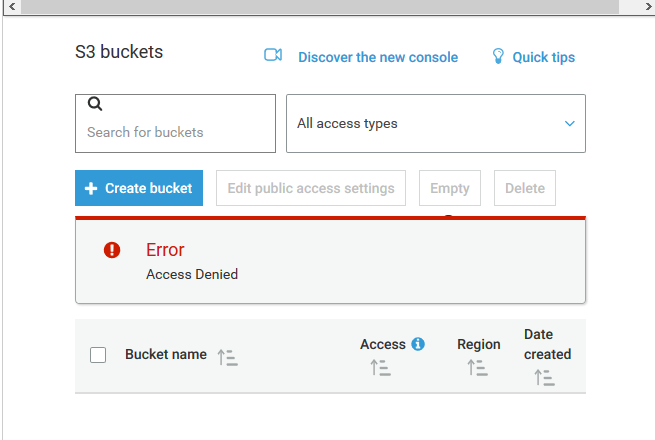 S3 buckets
Discover the new console
Quick tips
Search for buckets
All access types
Create bucket
Edit public access settings
Empty
Delete
Error
Access Denied
Bucket name
Access
Region
Date
created